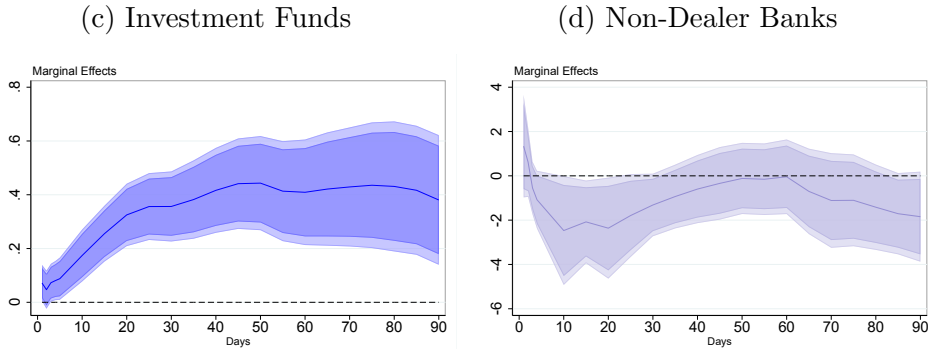 (c) Investment Funds
(d) Non-Dealer Banks
Marginal Effects
.8
.6
.4
.2
0
0 10 20 30 40 50 60 70 80 90
Days
Marginal Effects
4
2
0
-2
-4
-6
0 10 20 30 40 50 60 70 80 90
Days